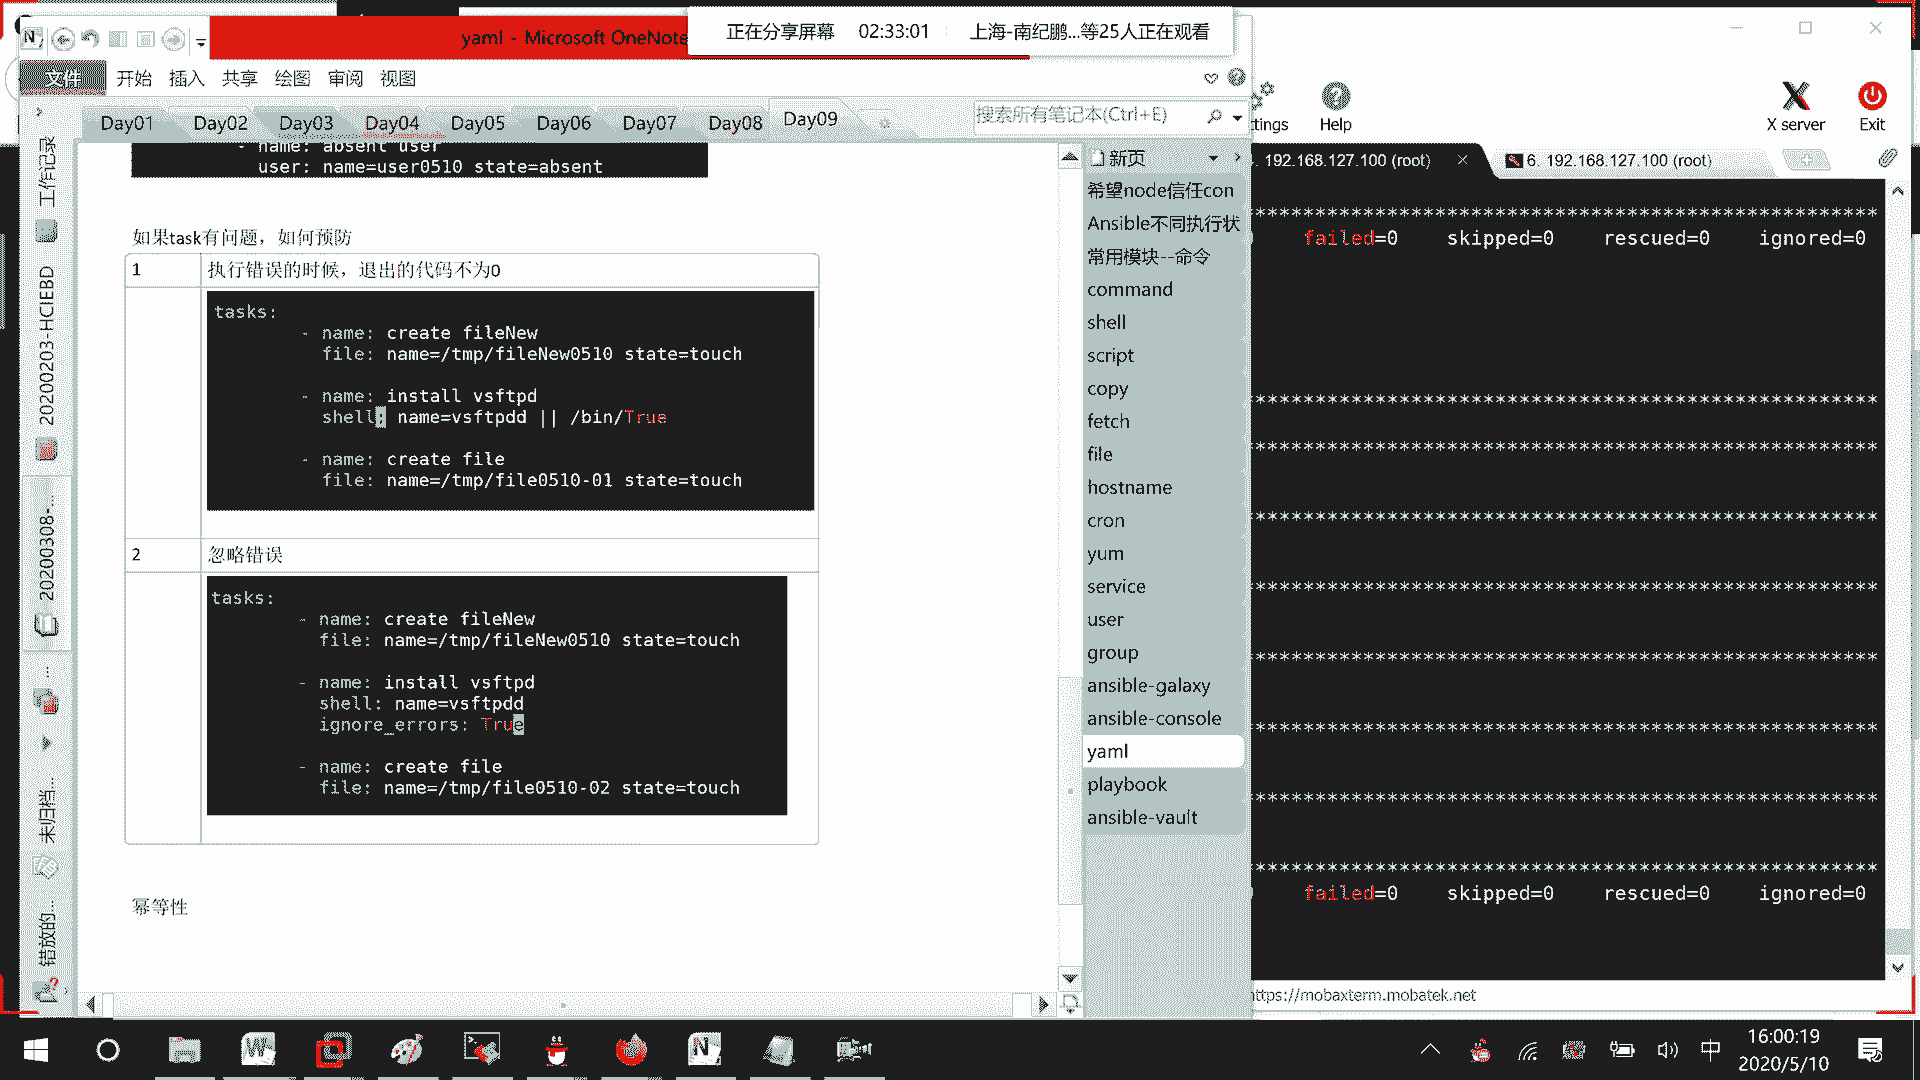 yaml - Microsoft OneNote
正在分享屏幕 02:33:01 上海-南纪鹏...等25人正在观看
文件 开始 插入 共享 绘图 审阅 视图
Day01 Day02 Day03 Day04 Day05 Day06 Day07 Day08 Day09
搜索所有笔记本(Ctrl+E)
工作记录
20200203-HCIEBD
20200308-...
...
未归档...
错放的...
- name: absent user
user: name=user0510 state=absent
如果task有问题，如何预防
1 执行错误的时候，退出的代码不为0
tasks:
- name: create fileNew
file: name=/tmp/fileNew0510 state=touch
- name: install vsftpd
shell: name=vsftpdd || /bin/True
- name: create file
file: name=/tmp/file0510-01 state=touch
2 忽略错误
tasks:
- name: create fileNew
file: name=/tmp/fileNew0510 state=touch
- name: install vsftpd
shell: name=vsftpdd
ignore_errors: True
- name: create file
file: name=/tmp/file0510-02 state=touch
幂等性
新页
希望node信任con
Ansible不同执行状
常用模块--命令
command
shell
script
copy
fetch
file
hostname
cron
yum
service
user
group
ansible-galaxy
ansible-console
yaml
playbook
ansible-vault
tings Help X server Exit
. 192.168.127.100 (root) 6. 192.168.127.100 (root)
*********************************************************
failed=0 skipped=0 rescued=0 ignored=0
*********************************************************
*********************************************************
*********************************************************
*********************************************************
*********************************************************
*********************************************************
*********************************************************
*********************************************************
failed=0 skipped=0 rescued=0 ignored=0
ttps://mobaxterm.mobatek.net
中
16:00:19
2020/5/10